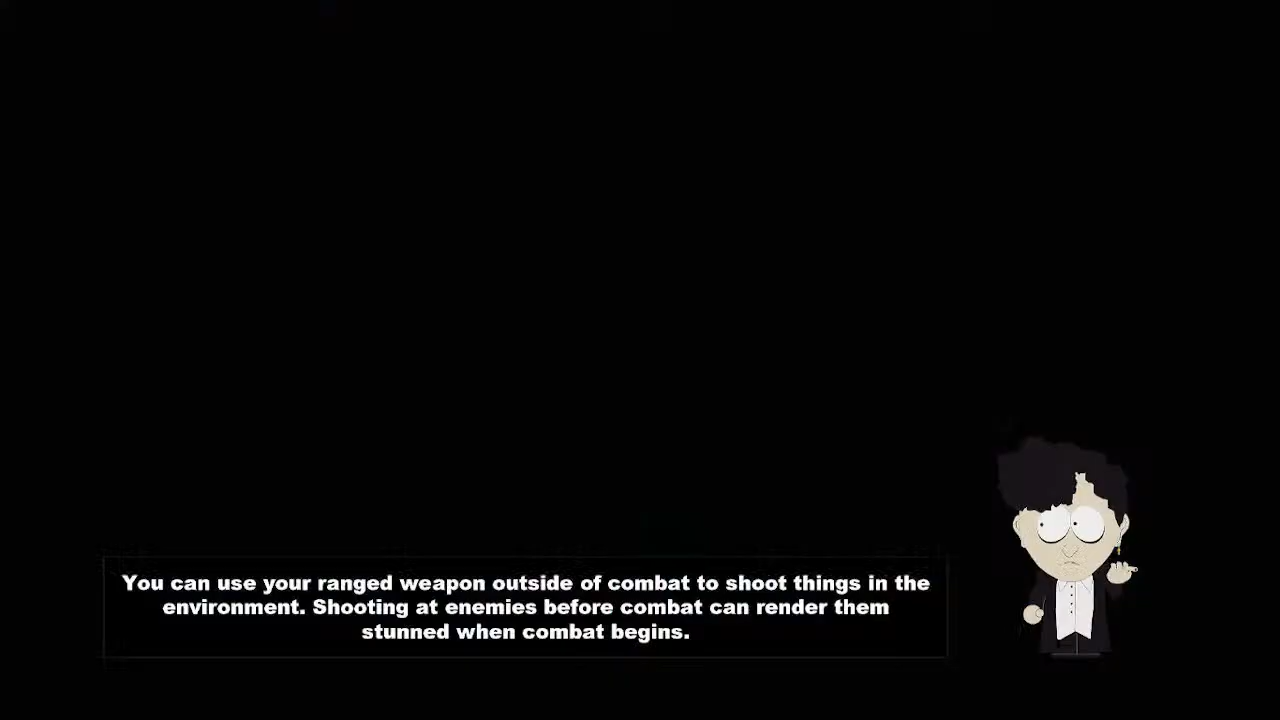 You can use your ranged weapon outside of combat to shoot things in the
environment. Shooting at enemies before combat can render them
stunned when combat begins.